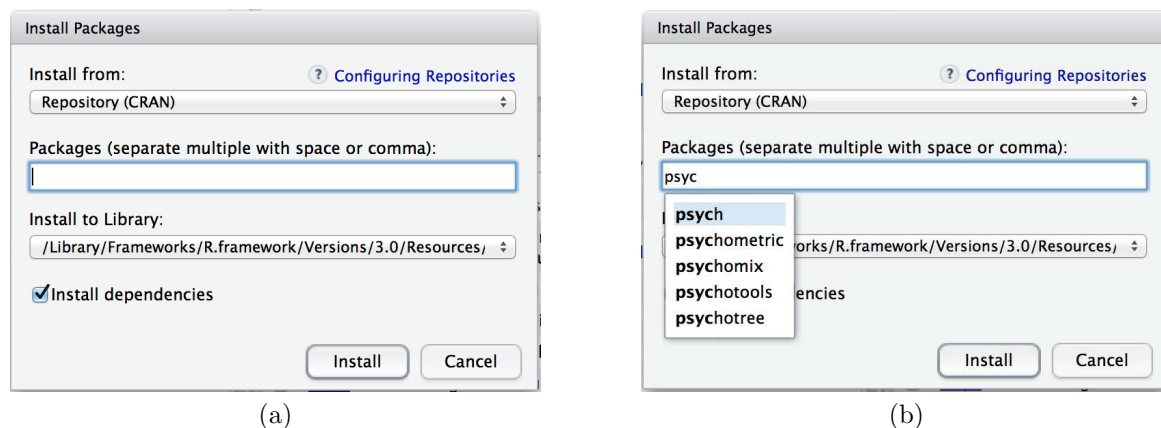 Install Packages
Install from:
? Configuring Repositories
Repository (CRAN)
Packages (separate multiple with space or comma):
Install to Library:
/Library/Frameworks/R.framework/Versions/3.0/Resources/
Install dependencies
Install
Cancel
(a)
Install Packages
Install from:
? Configuring Repositories
Repository (CRAN)
Packages (separate multiple with space or comma):
psyc
psych
psychometric
orks/R.framework/Versions/3.0/Resources/
psychomix
psychotools
encies
psychotree
Install
Cancel
(b)